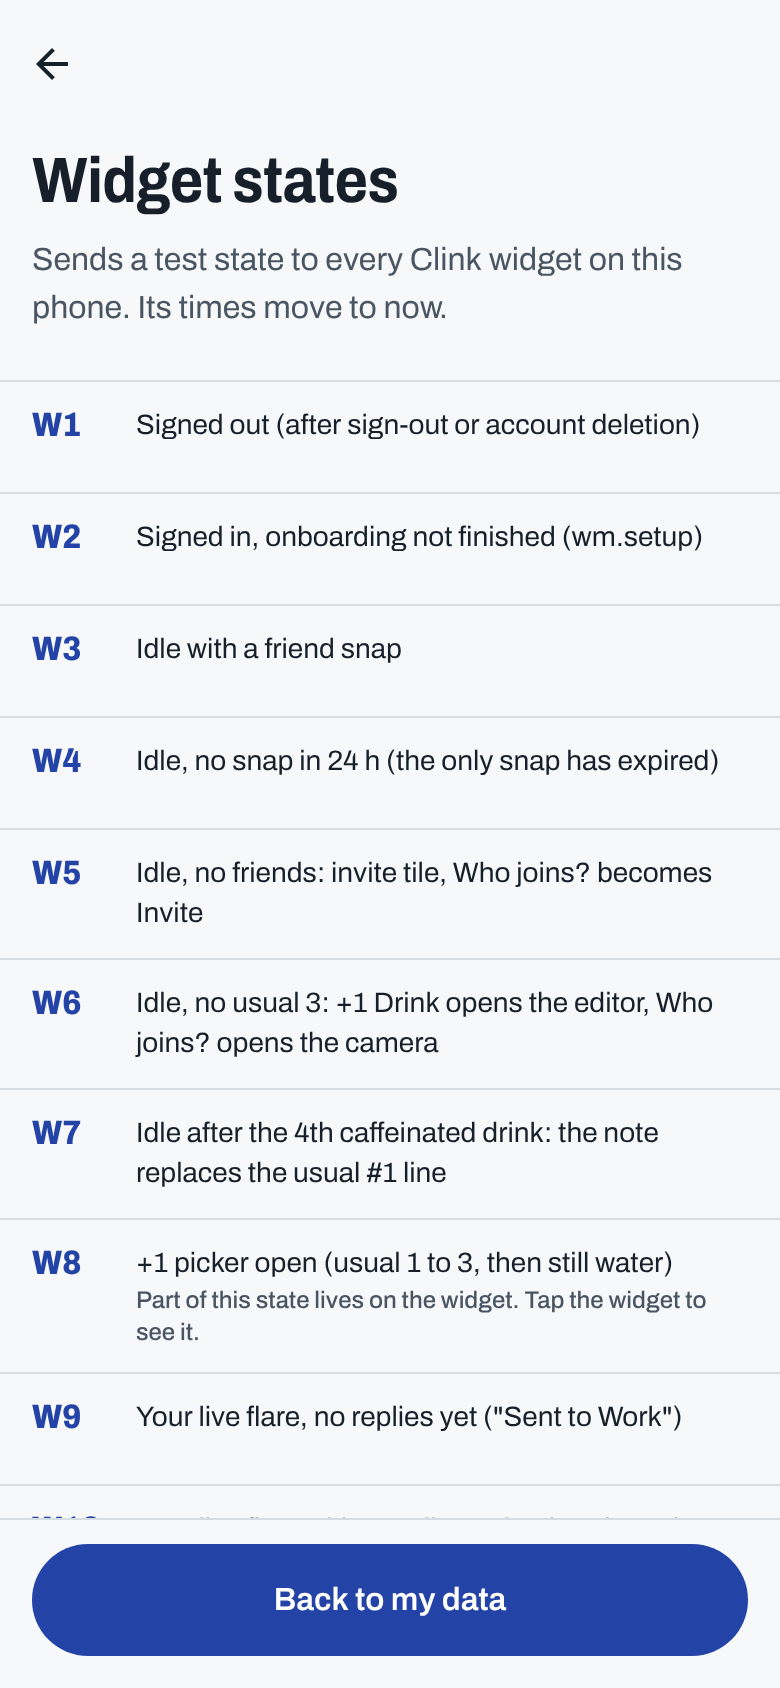 Widget states
Sends a test state to every Clink widget on this
phone. Its times move to now.
W1 Signed out (after sign-out or account deletion)
W2 Signed in, onboarding not finished (wm.setup)
W3 Idle with a friend snap
W4 Idle, no snap in 24 h (the only snap has expired)
W5 Idle, no friends: invite tile, Who joins? becomes
Invite
W6 Idle, no usual 3: +1 Drink opens the editor, Who
joins? opens the camera
W7 Idle after the 4th caffeinated drink: the note
replaces the usual #1 line
W8 +1 picker open (usual 1 to 3, then still water)
Part of this state lives on the widget. Tap the widget to
see it.
W9 Your live flare, no replies yet ("Sent to Work")
Back to my data